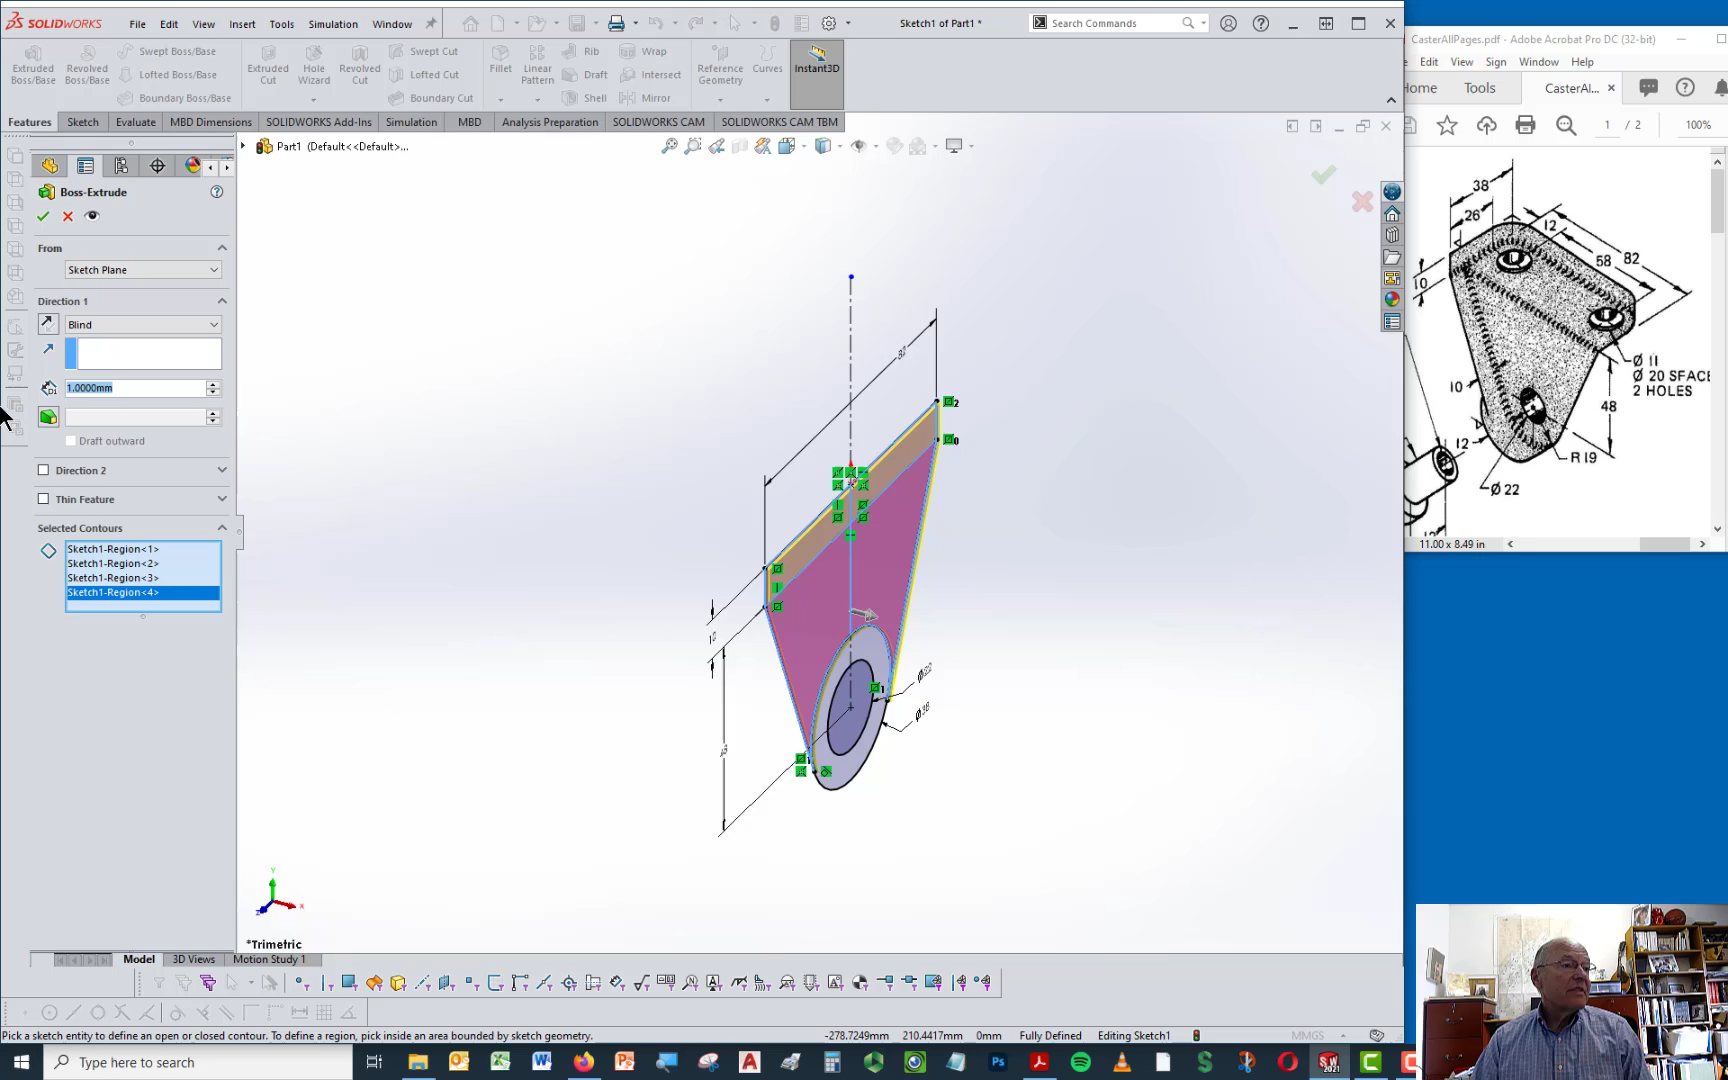 SOLIDWORKS File Edit View Insert Tools Simulation Window Sketch1 of Part1 * Search Commands
Extruded Boss/Base
Revolved Boss/Base
Swept Boss/Base
Lofted Boss/Base
Boundary Boss/Base
Extruded Cut
Hole Wizard
Revolved Cut
Swept Cut
Lofted Cut
Boundary Cut
Fillet
Linear Pattern
Rib
Draft
Shell
Wrap
Intersect
Mirror
Reference Geometry
Curves
Instant3D
Features Sketch Evaluate MBD Dimensions SOLIDWORKS Add-Ins Simulation MBD Analysis Preparation SOLIDWORKS CAM SOLIDWORKS CAM TBM
Part1 (Default<<Default>...
Boss-Extrude
From
Sketch Plane
Direction 1
Blind
D1
1.0000mm
Draft outward
Direction 2
Thin Feature
Selected Contours
Sketch1-Region<1>
Sketch1-Region<2>
Sketch1-Region<3>
Sketch1-Region<4>
2
0
10
Ø22
Ø38
1
Y
X
Z
*Trimetric
Model 3D Views Motion Study 1
Pick a sketch entity to define an open or closed contour. To define a region, pick inside an area bounded by sketch geometry.
-278.7249mm 210.4417mm 0mm Fully Defined Editing Sketch1 MMGS
Type here to search
SW 2021
CasterAllPages.pdf - Adobe Acrobat Pro DC (32-bit)
Edit View Sign Window Help
Home Tools CasterAl... ×
1 / 2 100%
38
26
12
58
82
10
Ø 11
Ø 20 SPACE
2 HOLES
10
48
12
R 19
Ø 22
11.00 x 8.49 in